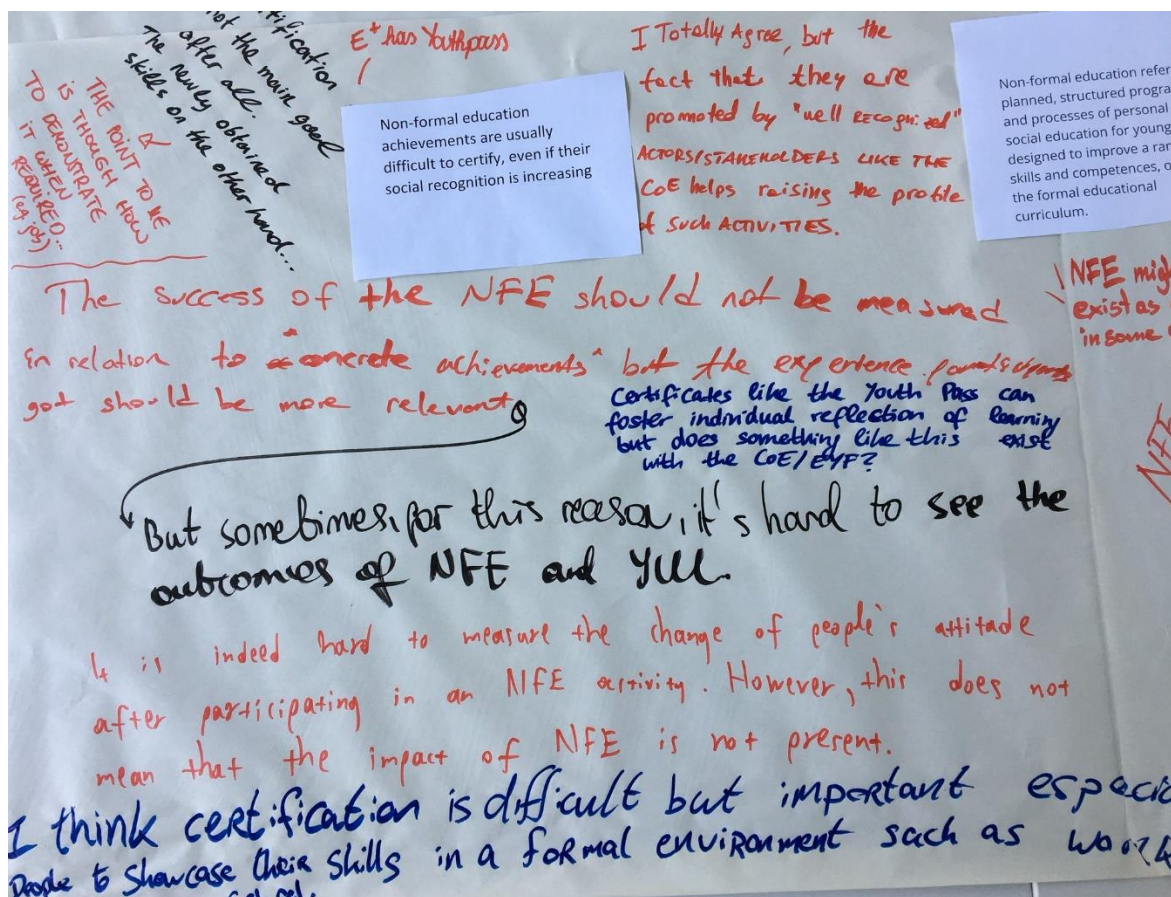 tification
not the main goal
after all.
The newly obtained
skills on the other hand...
THE POINT TO ME
IS THOUGH HOW
TO DEMONSTRATE
IT WHEN
REQUIRED...
(eg job)
E+ has Youthpass
Non-formal education
achievements are usually
difficult to certify, even if their
social recognition is increasing
I Totally Agree, but the
fact that they are
promoted by "well RECOgnized"
ACTORS/STAKEHOLDERS LIKE THE
CoE helps raising the profile
of such ACTIVITIES.
Non-formal education refer
planned, structured progra
and processes of personal
social education for young
designed to improve a ran
skills and competences, o
the formal educational
curriculum.
NFE mig
exist as
in some
The success of the NFE should not be measured
in relation to "concrete achievements" but the experience
got should be more relevant
Certificates like the Youth Pass can
foster individual reflection of learning
but does something like this exist
with the CoE/EYF?
But sometimes, for this reason, it's hard to see the
outcomes of NFE and
It is indeed hard to measure the change of people's attitude
after participating in an NFE activity. However, this does not
mean that the impact of NFE is not present.
I think certification is difficult but important espacia
People to showcase their skills in a formal environment such as work